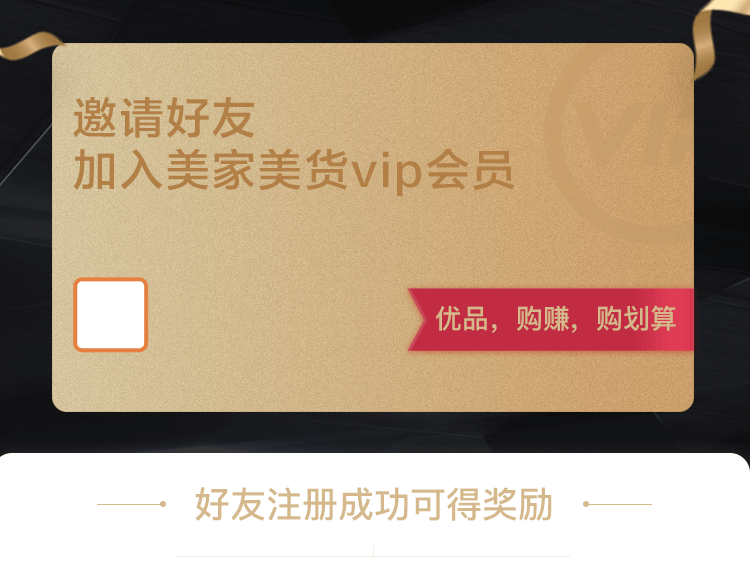 邀请好友
加入美家美货vip会员
优品，购赚，购划算
好友注册成功可得奖励